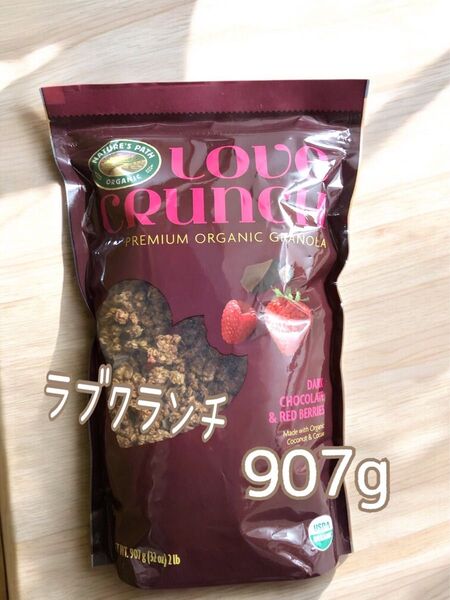 NATURE'S PATH
ORGANIC
LOVE
CRUNCH
PREMIUM ORGANIC GRANOLA
DARK
CHOCOLATE
& RED BERRIES
Made with Organic
Coconut & Cocoa
ラブクランチ
907g
USDA
ORGANIC
NT. 907 g (32 oz) 2 lb